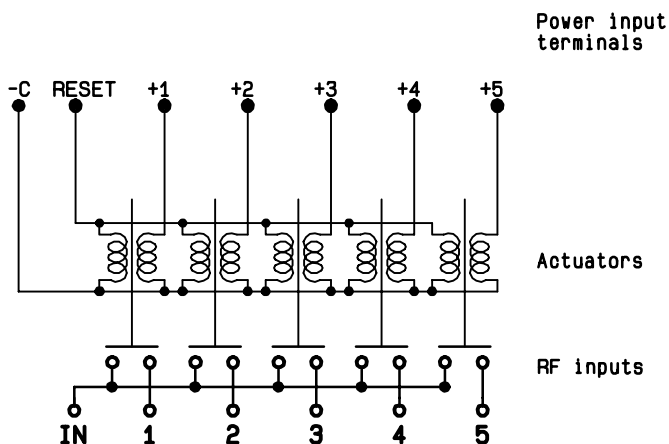 Power input
terminals
-C RESET +1 +2 +3 +4 +5
Actuators
RF inputs
IN 1 2 3 4 5